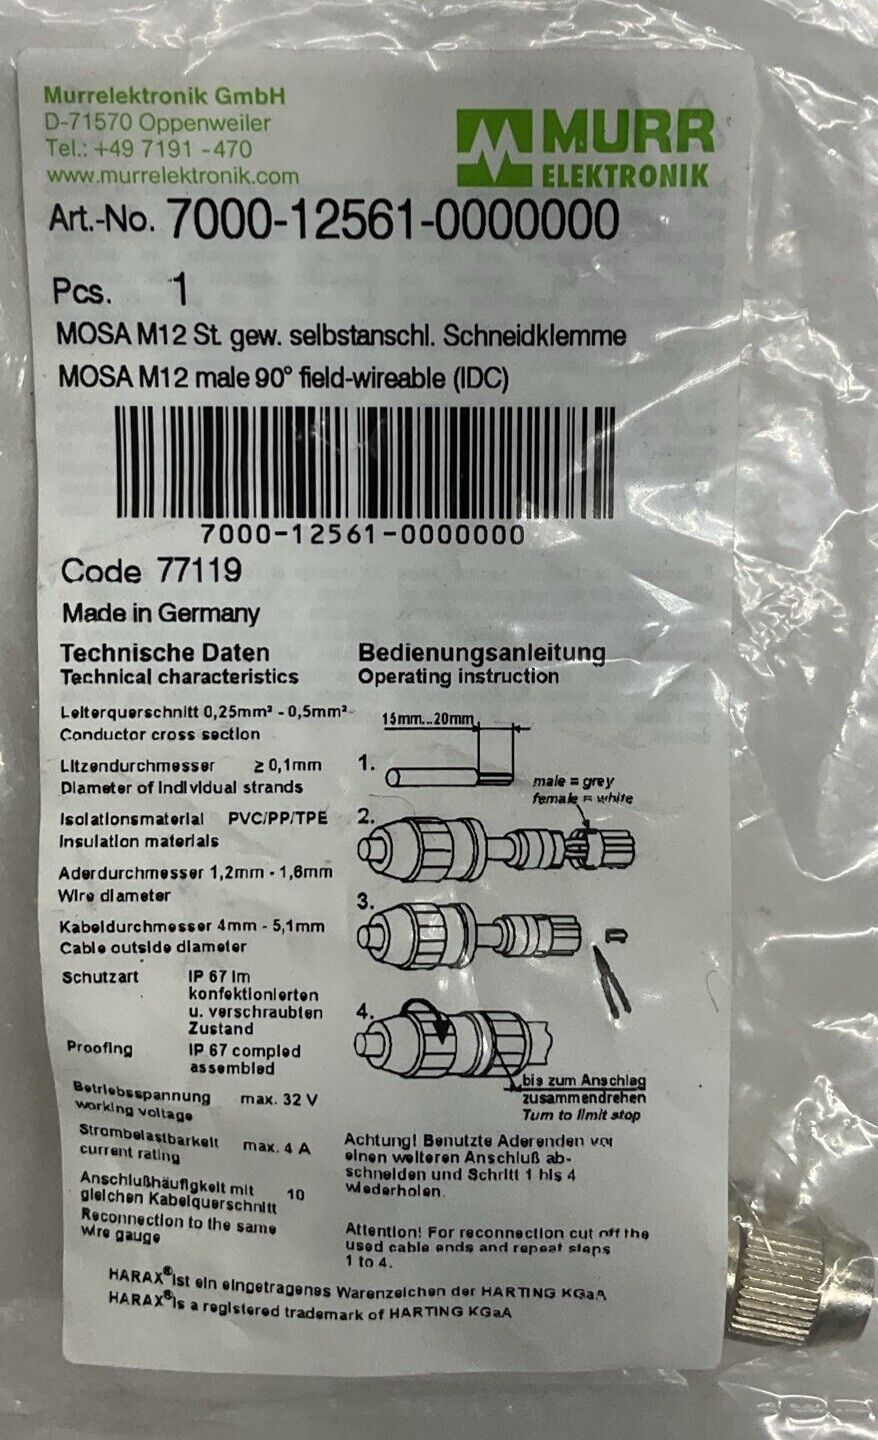 Murrelektronik GmbH
D-71570 Oppenweiler
Tel.: +49 7191 -470
www.murrelektronik.com
MURR
ELEKTRONIK
Art.-No. 7000-12561-0000000
Pcs. 1
MOSA M12 St. gew. selbstanschl. Schneidklemme
MOSA M12 male 90° field-wireable (IDC)
7000-12561-0000000
Code 77119
Made in Germany
Technische Daten
Technical characteristics
Leiterquerschnitt 0,25mm² - 0,5mm²
Conductor cross section
Litzendurchmesser ≥ 0,1mm
Diameter of individual strands
Isolationsmaterial PVC/PP/TPE
Insulation materials
Aderdurchmesser 1,2mm - 1,6mm
Wire diameter
Kabeldurchmesser 4mm - 5,1mm
Cable outside diameter
Schutzart IP 67 im
konfektionierten
u. verschraubten
Zustand
Proofing IP 67 compled
assembled
Betriebsspannung max. 32 V
working voltage
Strombelastbarkeit max. 4 A
current rating
Anschlußhäufigkeit mit 10
gleichen Kabelquerschnitt
Reconnection to the same
wire gauge
Bedienungsanleitung
Operating instruction
15mm...20mm
1.
male = grey
female = white
2.
3.
4.
bis zum Anschlag
zusammendrehen
Turn to limit stop
Achtung! Benutzte Aderenden vor
einen weiteren Anschluß ab-
schneiden und Schritt 1 bis 4
wiederholen.
Attention! For reconnection cut off the
used cable ends and repeat steps
1 to 4.
HARAX® ist ein eingetragenes Warenzeichen der HARTING KGaA
HARAX® is a registered trademark of HARTING KGaA